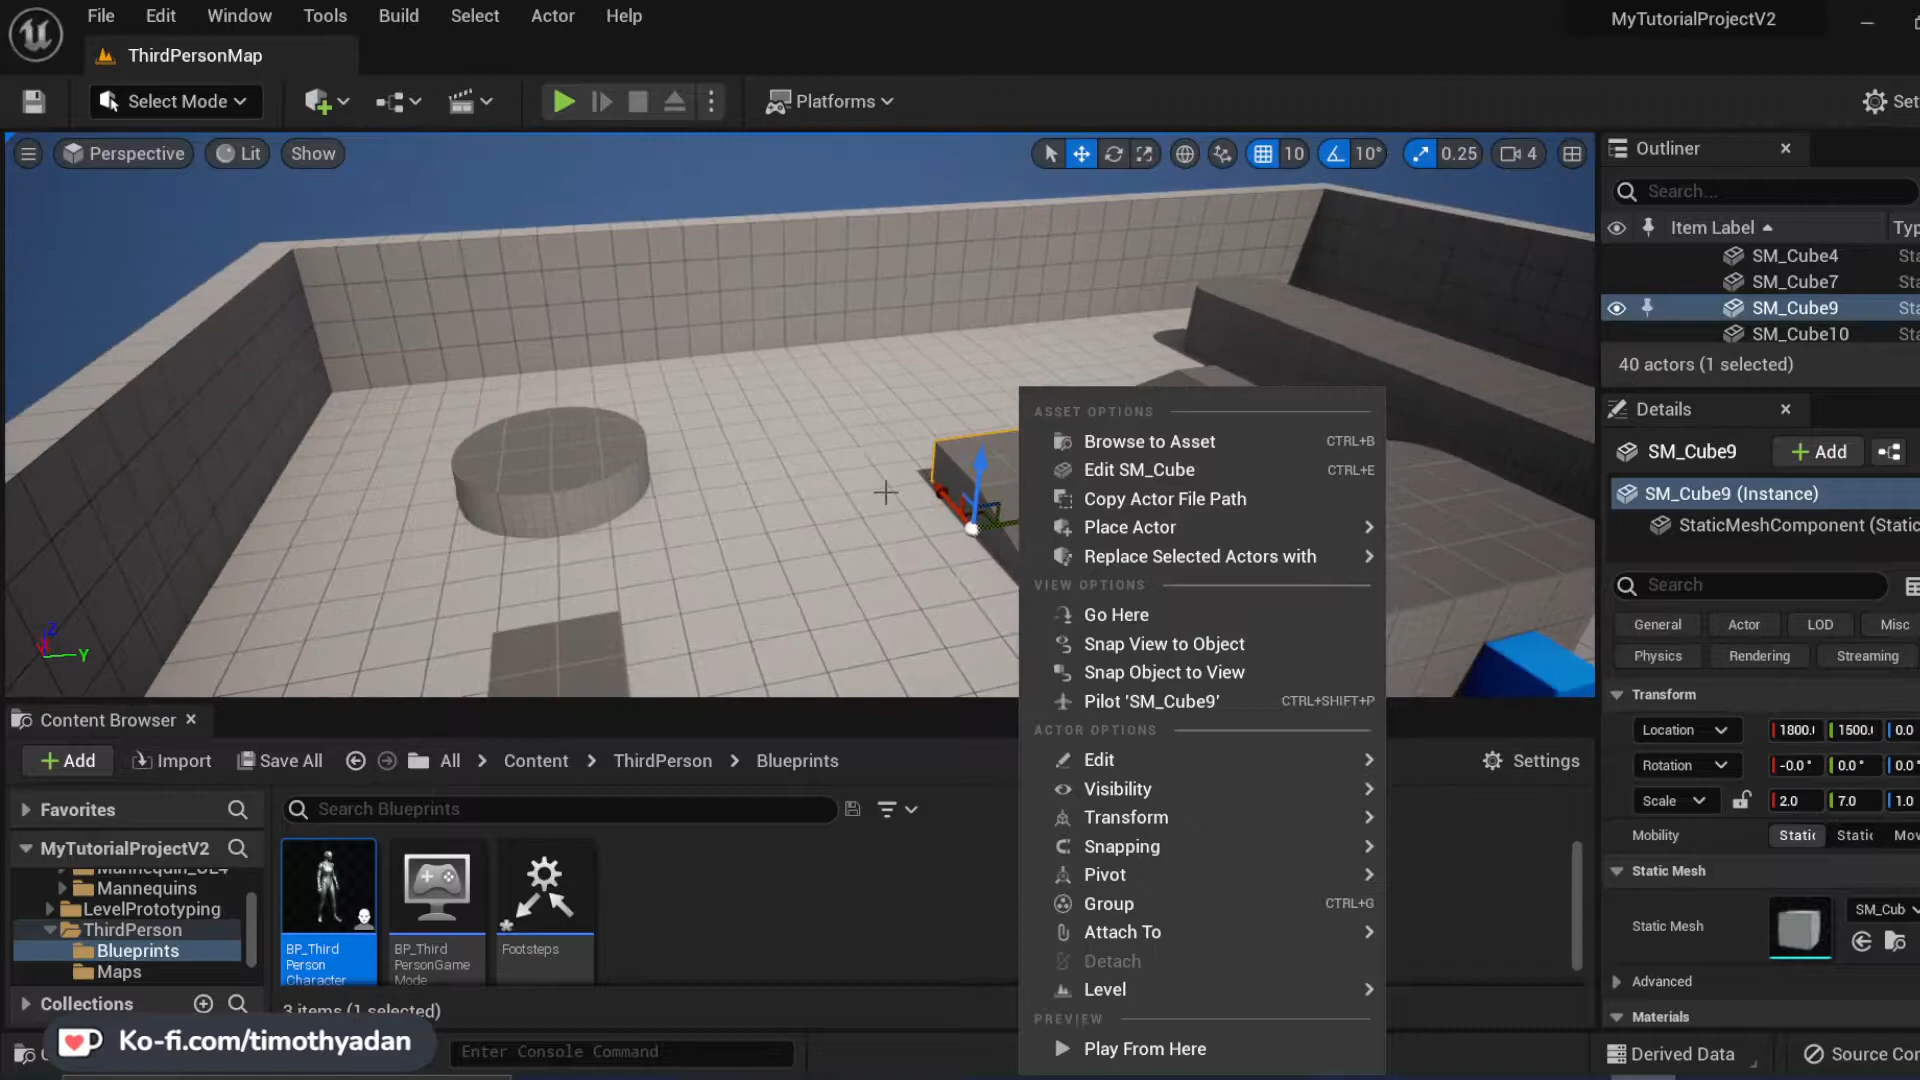 File Edit Window Tools Build Select Actor Help
MyTutorialProjectV2
ThirdPersonMap
Select Mode
Platforms
Set
Perspective Lit Show
10 10° 0.25 4
Outliner
Search...
Item Label Typ
SM_Cube4 Sta
SM_Cube7 Sta
SM_Cube9 Sta
SM_Cube10 Sta
40 actors (1 selected)
Details
SM_Cube9 Add
SM_Cube9 (Instance)
StaticMeshComponent (Static
Search
General Actor LOD Misc
Physics Rendering Streaming
Transform
Location 1800.( 1500.( 0.0
Rotation -0.0 ° 0.0 ° 0.0 °
Scale 2.0 7.0 1.0
Mobility Static Static Mov
Static Mesh
Static Mesh SM_Cub
Advanced
Materials
Derived Data Source Con
ASSET OPTIONS
Browse to Asset CTRL+B
Edit SM_Cube CTRL+E
Copy Actor File Path
Place Actor
Replace Selected Actors with
VIEW OPTIONS
Go Here
Snap View to Object
Snap Object to View
Pilot 'SM_Cube9' CTRL+SHIFT+P
ACTOR OPTIONS
Edit
Visibility
Transform
Snapping
Pivot
Group CTRL+G
Attach To
Detach
Level
PREVIEW
Play From Here
Z
Y
Content Browser
Add Import Save All All Content ThirdPerson Blueprints Settings
Favorites
Search Blueprints
MyTutorialProjectV2
Mannequin_UE4
Mannequins
LevelPrototyping
ThirdPerson
Blueprints
Maps
Collections
BP_Third
Person
Character
BP_Third
PersonGame
Mode
Footsteps
3 items (1 selected)
Ko-fi.com/timothyadan
Enter Console Command